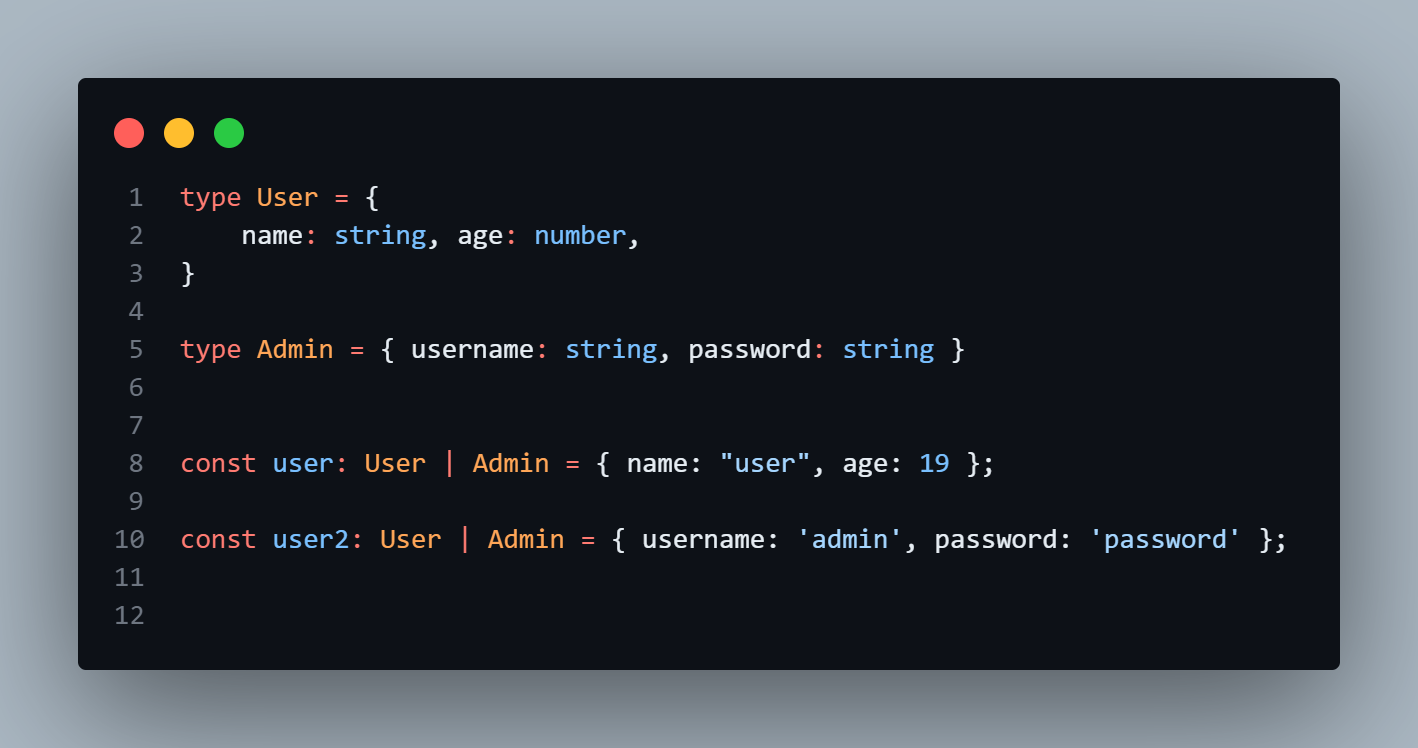 1 type User = {
2     name: string, age: number,
3 }
4
5 type Admin = { username: string, password: string }
6
7
8 const user: User | Admin = { name: "user", age: 19 };
9
10 const user2: User | Admin = { username: 'admin', password: 'password' };
11
12